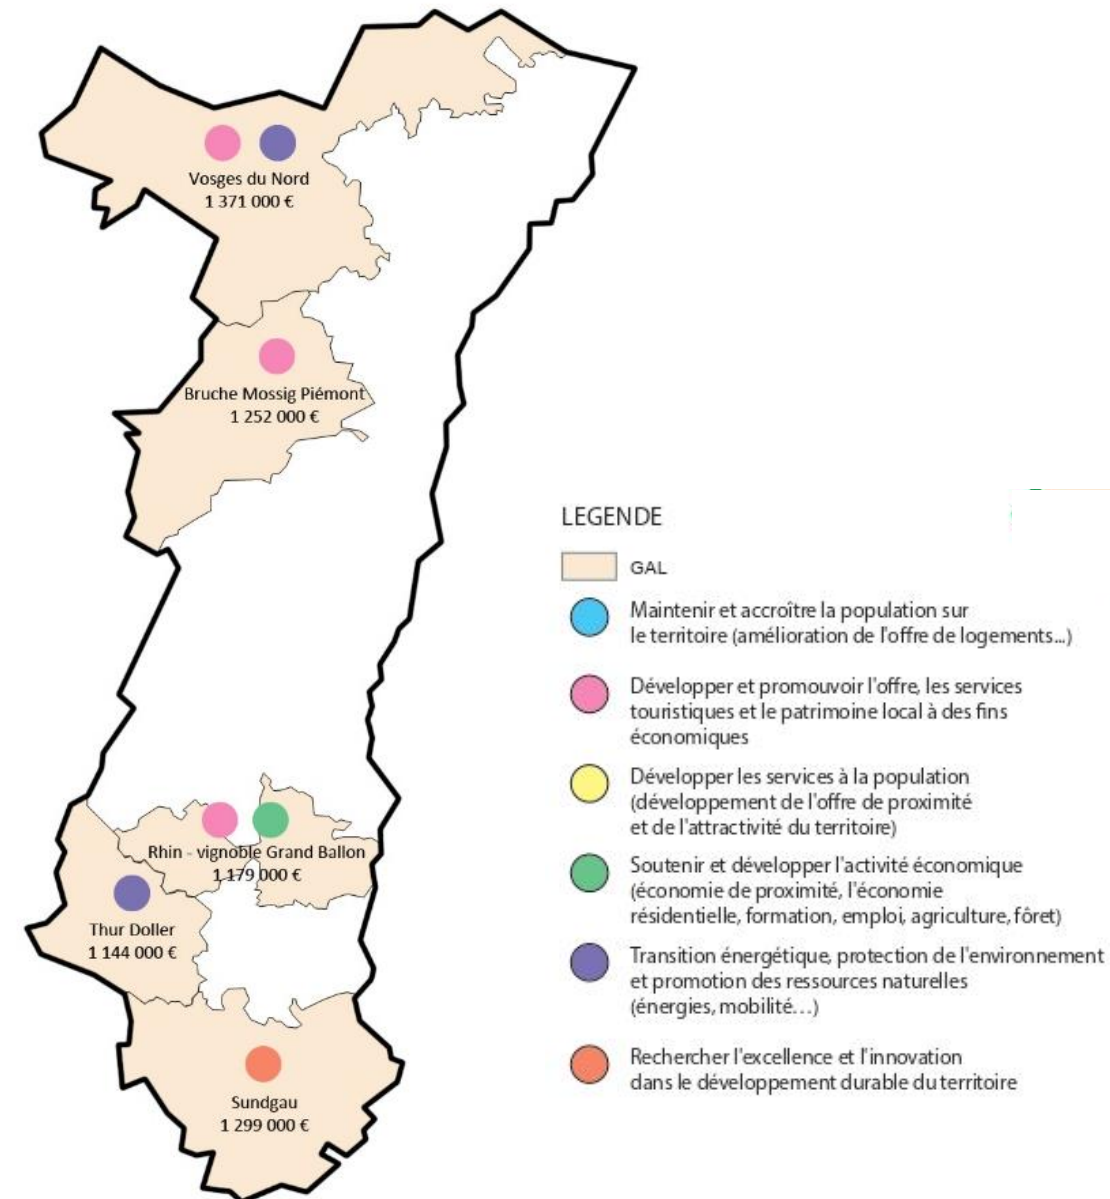 Vosges du Nord
1 371 000 €
Bruche Mossig Piémont
1 252 000 €
Rhin - vignoble Grand Ballon
1 179 000 €
Thur Doller
1 144 000 €
Sundgau
1 299 000 €
LEGENDE
GAL
Maintenir et accroître la population sur
le territoire (amélioration de l'offre de logements...)
Développer et promouvoir l'offre, les services
touristiques et le patrimoine local à des fins
économiques
Développer les services à la population
(développement de l'offre de proximité
et de l'attractivité du territoire)
Soutenir et développer l'activité économique
(économie de proximité, l'économie
résidentielle, formation, emploi, agriculture, fôret)
Transition énergétique, protection de l'environnement
et promotion des ressources naturelles
(énergies, mobilité...)
Rechercher l'excellence et l'innovation
dans le développement durable du territoire